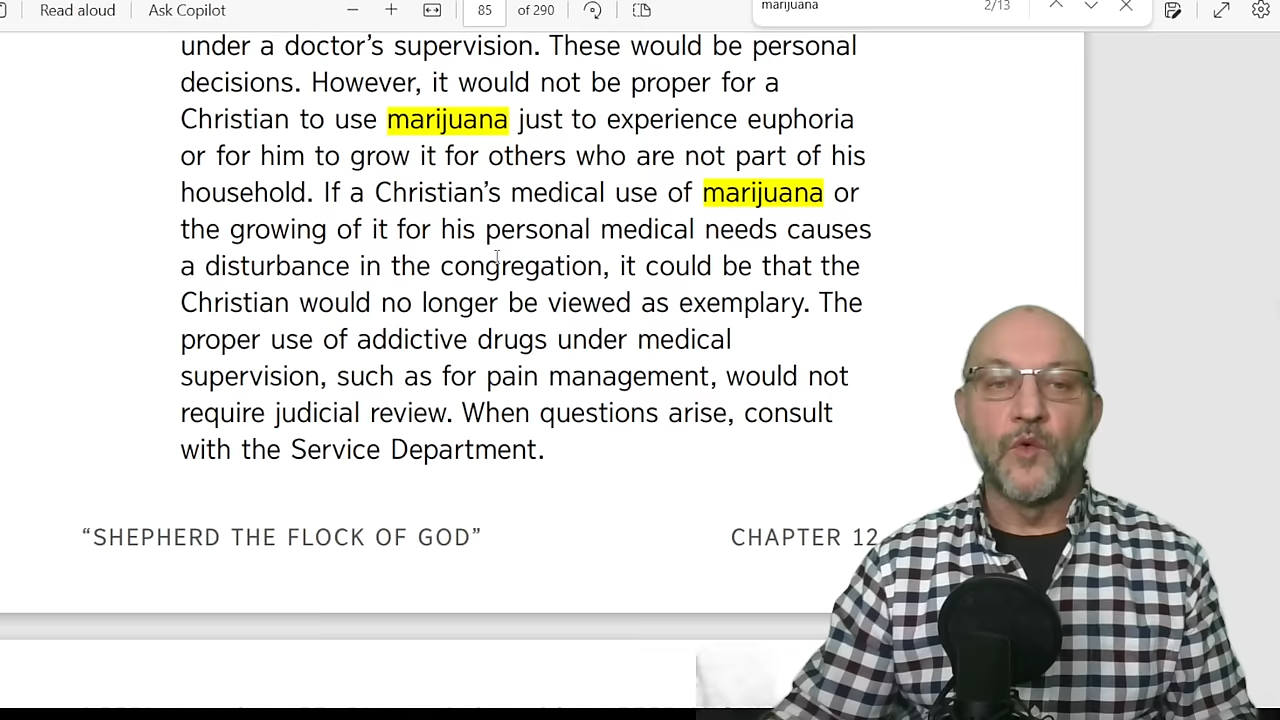 Read aloud
Ask Copilot
85
of 290
marijuana
2/13
under a doctor’s supervision. These would be personal
decisions. However, it would not be proper for a
Christian to use marijuana just to experience euphoria
or for him to grow it for others who are not part of his
household. If a Christian’s medical use of marijuana or
the growing of it for his personal medical needs causes
a disturbance in the congregation, it could be that the
Christian would no longer be viewed as exemplary. The
proper use of addictive drugs under medical
supervision, such as for pain management, would not
require judicial review. When questions arise, consult
with the Service Department.
“SHEPHERD THE FLOCK OF GOD”
CHAPTER 12